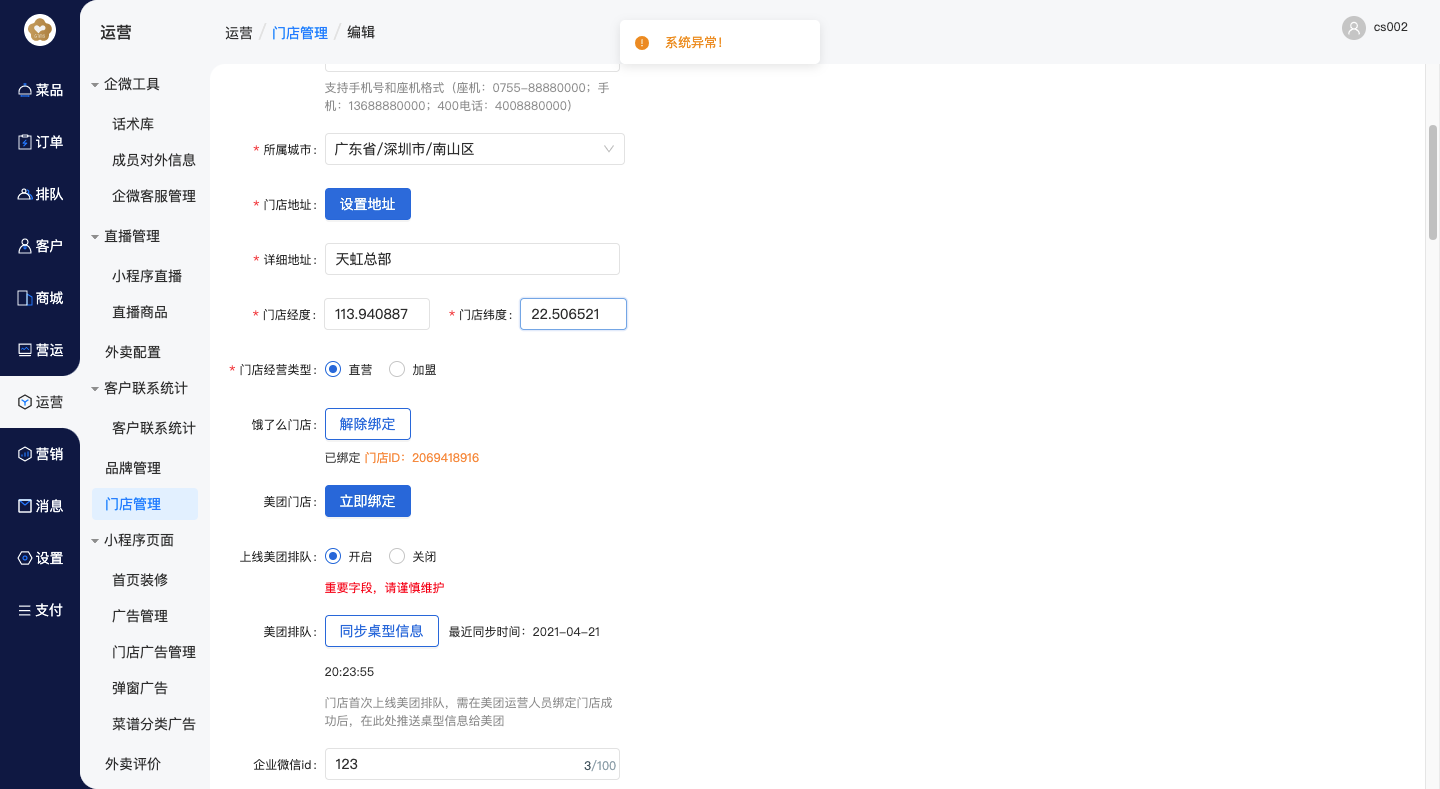 菜品
订单
排队
客户
商城
营运
运营
营销
消息
设置
支付
运营
企微工具
话术库
成员对外信息
企微客服管理
直播管理
小程序直播
直播商品
外卖配置
客户联系统计
客户联系统计
品牌管理
门店管理
小程序页面
首页装修
广告管理
门店广告管理
弹窗广告
菜谱分类广告
外卖评价
运营 / 门店管理 / 编辑
系统异常!
cs002
支持手机号和座机格式（座机：0755-88880000；手
机：13688880000；400电话：4008880000）
* 所属城市: 广东省/深圳市/南山区
* 门店地址: 设置地址
* 详细地址: 天虹总部
* 门店经度: 113.940887 * 门店纬度: 22.506521
* 门店经营类型: 直营 加盟
饿了么门店: 解除绑定
已绑定 门店ID：2069418916
美团门店: 立即绑定
上线美团排队: 开启 关闭
重要字段，请谨慎维护
美团排队: 同步桌型信息 最近同步时间：2021-04-21
20:23:55
门店首次上线美团排队，需在美团运营人员绑定门店成
功后，在此处推送桌型信息给美团
企业微信id: 123 3/100